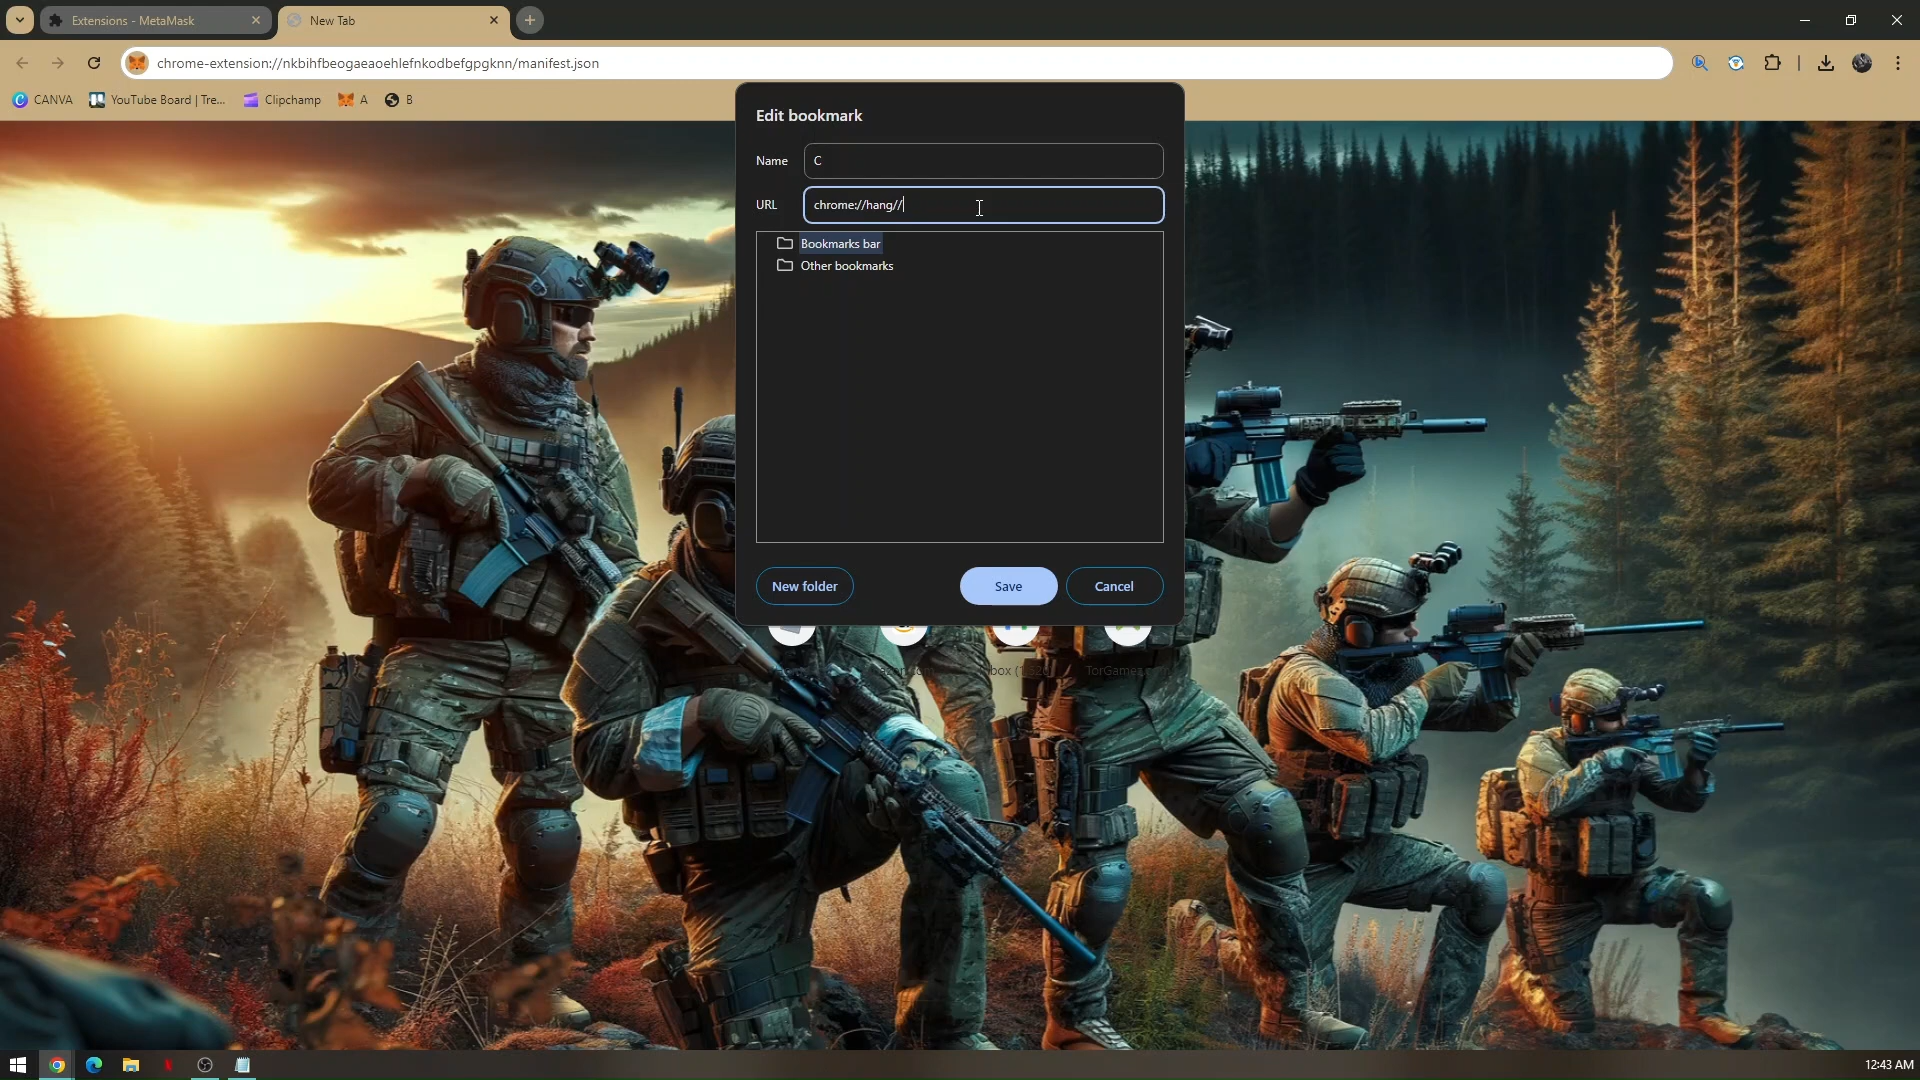 Extensions - MetaMask
New Tab
chrome-extension://nkbihfbeogaeaoehlefnkodbefgpgknn/manifest.json
CANVA
YouTube Board | Tre...
Clipchamp
A
B
Edit bookmark
Name
C
URL
chrome://hang//
Bookmarks bar
Other bookmarks
New folder
Save
Cancel
TorGames
12:43 AM